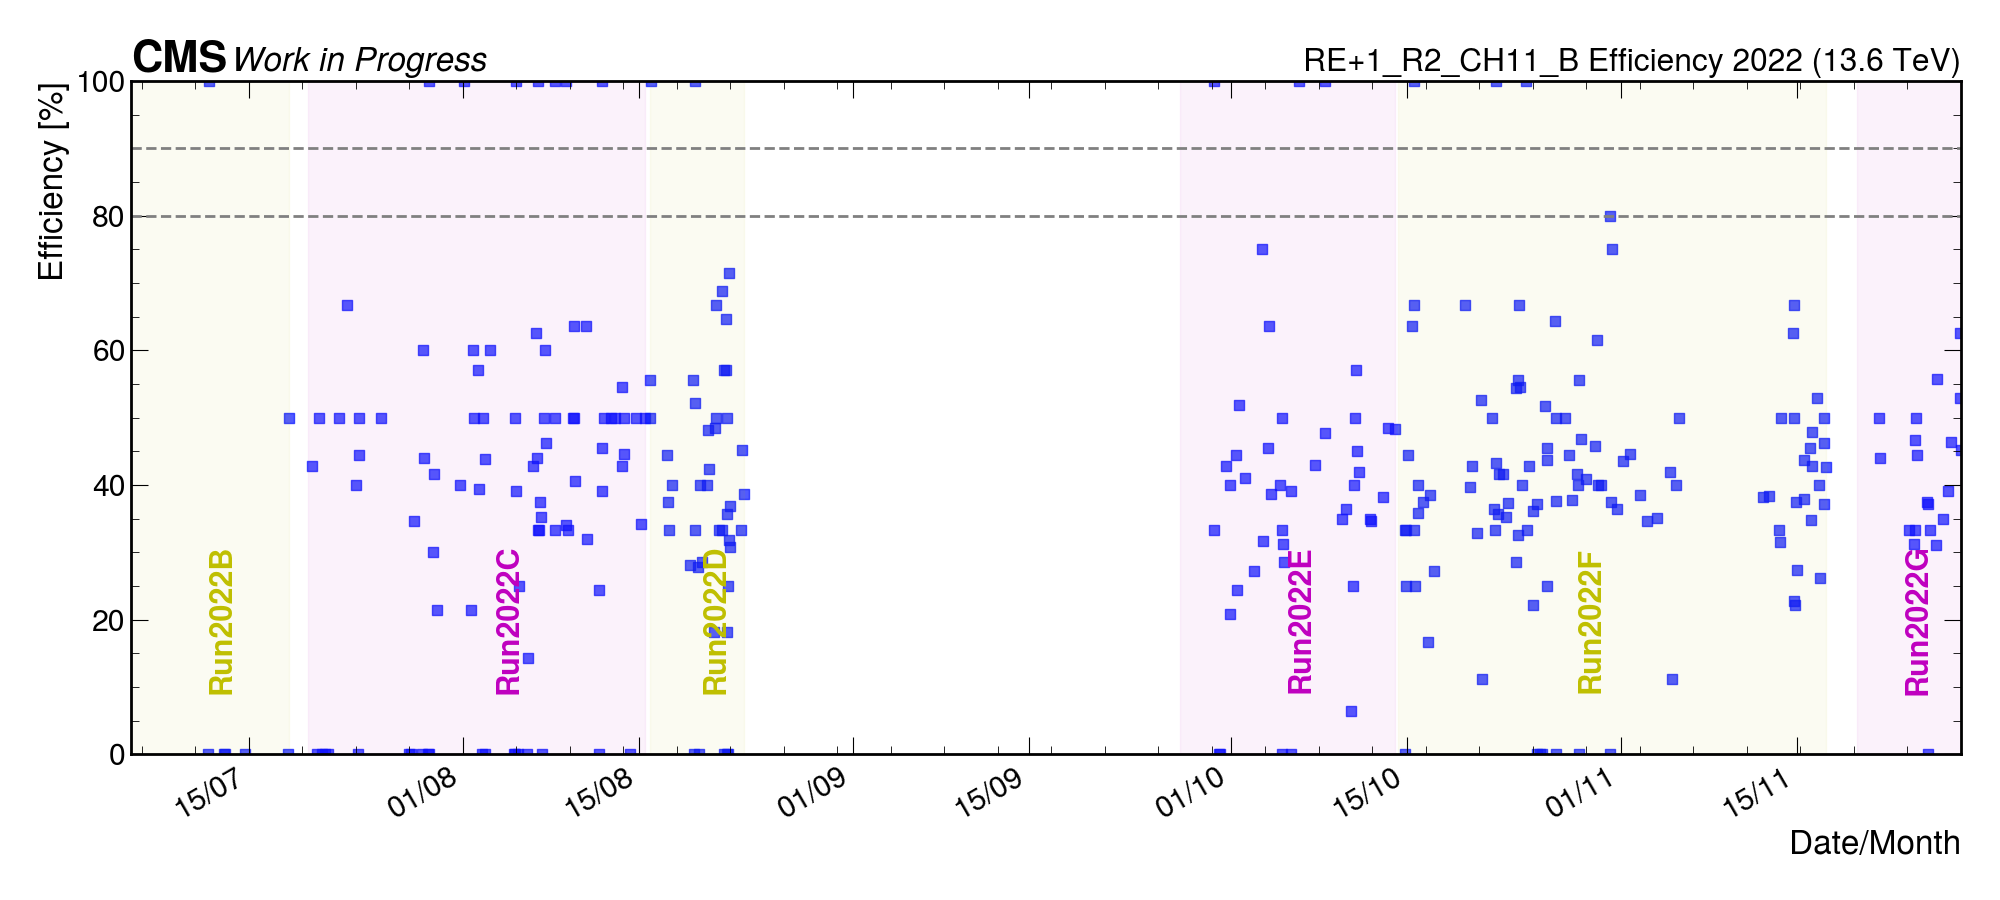 CMS Work in Progress
RE+1_R2_CH11_B Efficiency 2022 (13.6 TeV)
Efficiency [%]
100
80
60
40
20
0
Run2022B
Run2022C
Run2022D
Run2022E
Run2022F
Run2022G
15/07
01/08
15/08
01/09
15/09
01/10
15/10
01/11
15/11
Date/Month